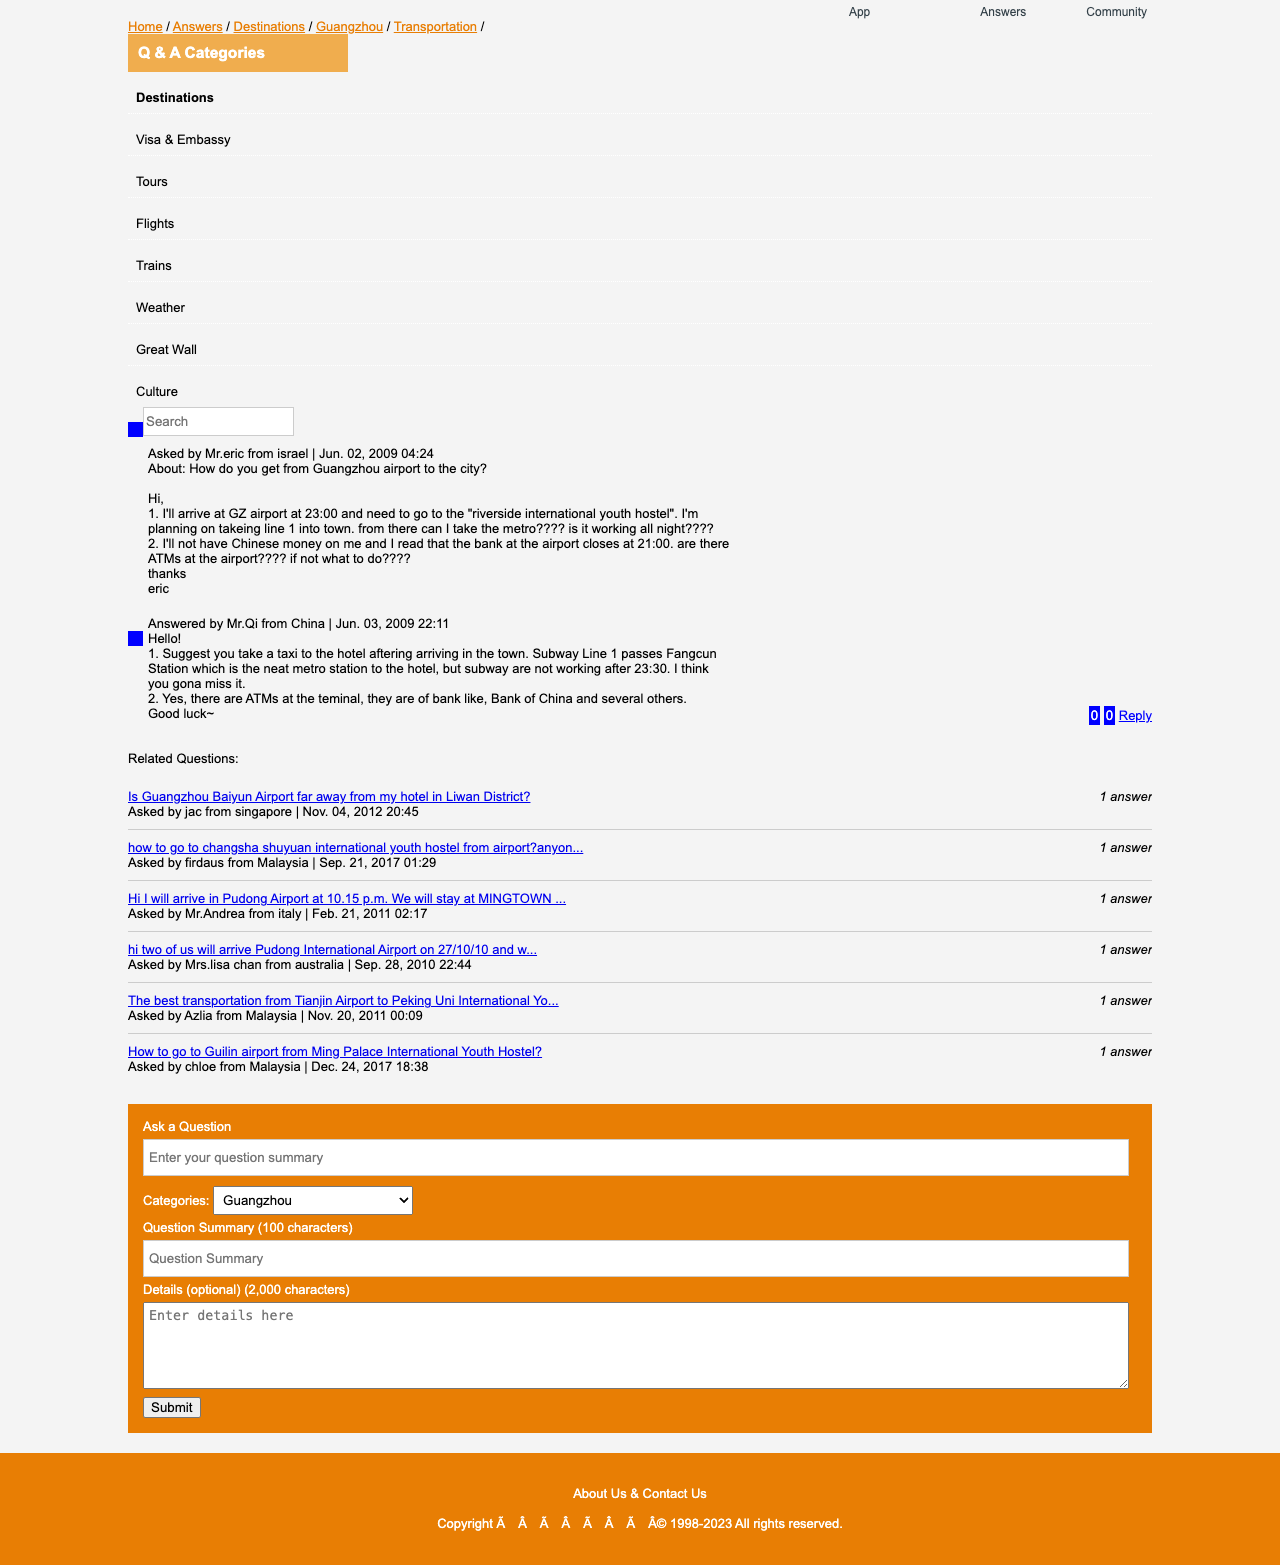 App Answers Community
Home / Answers / Destinations / Guangzhou / Transportation /
Q & A Categories
Destinations
Visa & Embassy
Tours
Flights
Trains
Weather
Great Wall
Culture
Search
Asked by Mr.eric from israel | Jun. 02, 2009 04:24
About: How do you get from Guangzhou airport to the city?
Hi,
1. I'll arrive at GZ airport at 23:00 and need to go to the "riverside international youth hostel". I'm
planning on takeing line 1 into town. from there can I take the metro???? is it working all night????
2. I'll not have Chinese money on me and I read that the bank at the airport closes at 21:00. are there
ATMs at the airport???? if not what to do????
thanks
eric
Answered by Mr.Qi from China | Jun. 03, 2009 22:11
Hello!
1. Suggest you take a taxi to the hotel aftering arriving in the town. Subway Line 1 passes Fangcun
Station which is the neat metro station to the hotel, but subway are not working after 23:30. I think
you gona miss it.
2. Yes, there are ATMs at the teminal, they are of bank like, Bank of China and several others.
Good luck~
0 0 Reply
Related Questions:
Is Guangzhou Baiyun Airport far away from my hotel in Liwan District? 1 answer
Asked by jac from singapore | Nov. 04, 2012 20:45
how to go to changsha shuyuan international youth hostel from airport?anyon... 1 answer
Asked by firdaus from Malaysia | Sep. 21, 2017 01:29
Hi I will arrive in Pudong Airport at 10.15 p.m. We will stay at MINGTOWN ... 1 answer
Asked by Mr.Andrea from italy | Feb. 21, 2011 02:17
hi two of us will arrive Pudong International Airport on 27/10/10 and w... 1 answer
Asked by Mrs.lisa chan from australia | Sep. 28, 2010 22:44
The best transportation from Tianjin Airport to Peking Uni International Yo... 1 answer
Asked by Azlia from Malaysia | Nov. 20, 2011 00:09
How to go to Guilin airport from Ming Palace International Youth Hostel? 1 answer
Asked by chloe from Malaysia | Dec. 24, 2017 18:38
Ask a Question
Enter your question summary
Categories: Guangzhou
Question Summary (100 characters)
Question Summary
Details (optional) (2,000 characters)
Enter details here
Submit
About Us & Contact Us
Copyright Ã Â Ã Â Ã Â Ã Â© 1998-2023 All rights reserved.